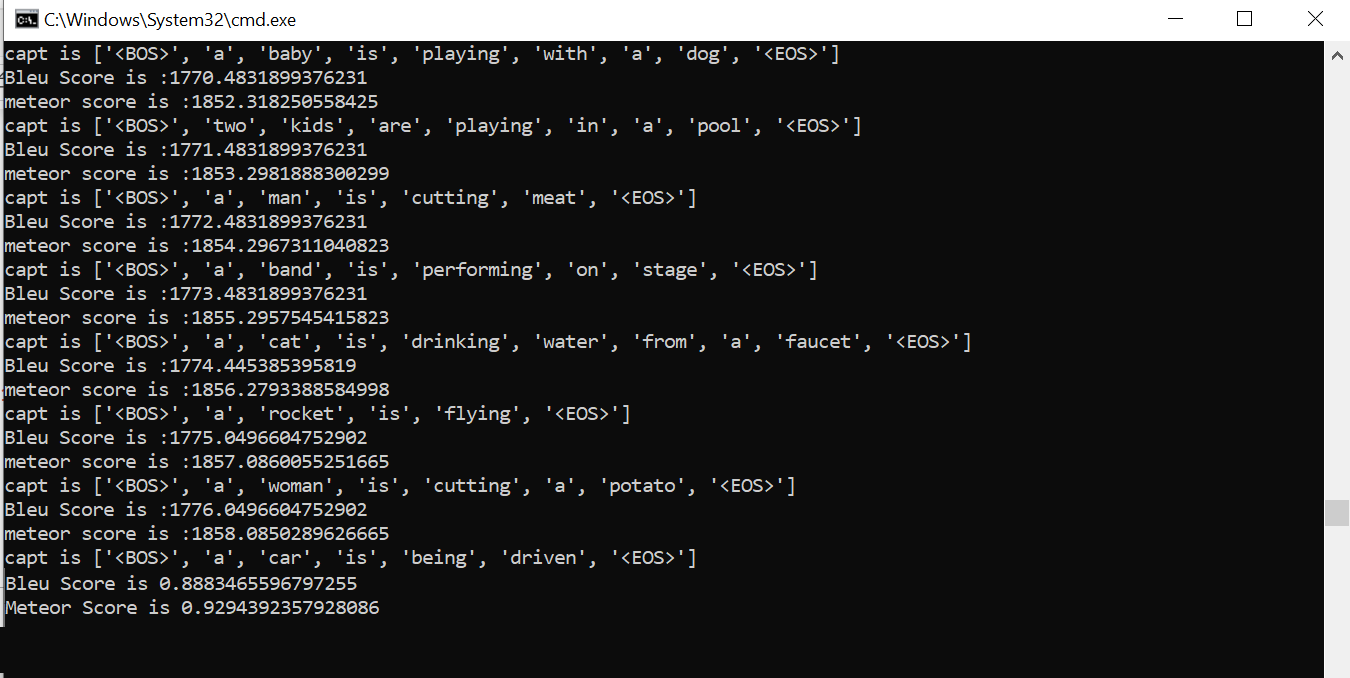 C:\Windows\System32\cmd.exe
capt is ['<BOS>', 'a', 'baby', 'is', 'playing', 'with', 'a', 'dog', '<EOS>']
Bleu Score is :1770.4831899376231
meteor score is :1852.318250558425
capt is ['<BOS>', 'two', 'kids', 'are', 'playing', 'in', 'a', 'pool', '<EOS>']
Bleu Score is :1771.4831899376231
meteor score is :1853.2981888300299
capt is ['<BOS>', 'a', 'man', 'is', 'cutting', 'meat', '<EOS>']
Bleu Score is :1772.4831899376231
meteor score is :1854.2967311040823
capt is ['<BOS>', 'a', 'band', 'is', 'performing', 'on', 'stage', '<EOS>']
Bleu Score is :1773.4831899376231
meteor score is :1855.2957545415823
capt is ['<BOS>', 'a', 'cat', 'is', 'drinking', 'water', 'from', 'a', 'faucet', '<EOS>']
Bleu Score is :1774.445385395819
meteor score is :1856.2793388584998
capt is ['<BOS>', 'a', 'rocket', 'is', 'flying', '<EOS>']
Bleu Score is :1775.0496604752902
meteor score is :1857.0860055251665
capt is ['<BOS>', 'a', 'woman', 'is', 'cutting', 'a', 'potato', '<EOS>']
Bleu Score is :1776.0496604752902
meteor score is :1858.0850289626665
capt is ['<BOS>', 'a', 'car', 'is', 'being', 'driven', '<EOS>']
Bleu Score is 0.8883465596797255
Meteor Score is 0.9294392357928086